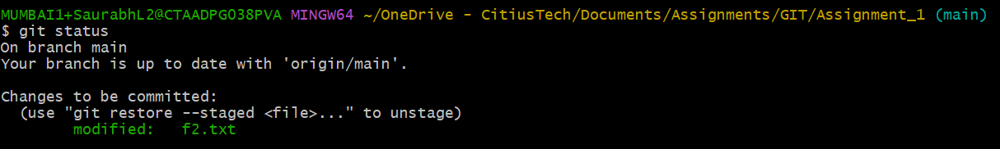 MUMBAI1+SaurabhL2@CTAADPG038PVA MINGW64 ~/OneDrive - CitiusTech/Documents/Assignments/GIT/Assignment_1 (main)
$ git status
On branch main
Your branch is up to date with 'origin/main'.
Changes to be committed:
  (use "git restore --staged <file>..." to unstage)
        modified:   f2.txt